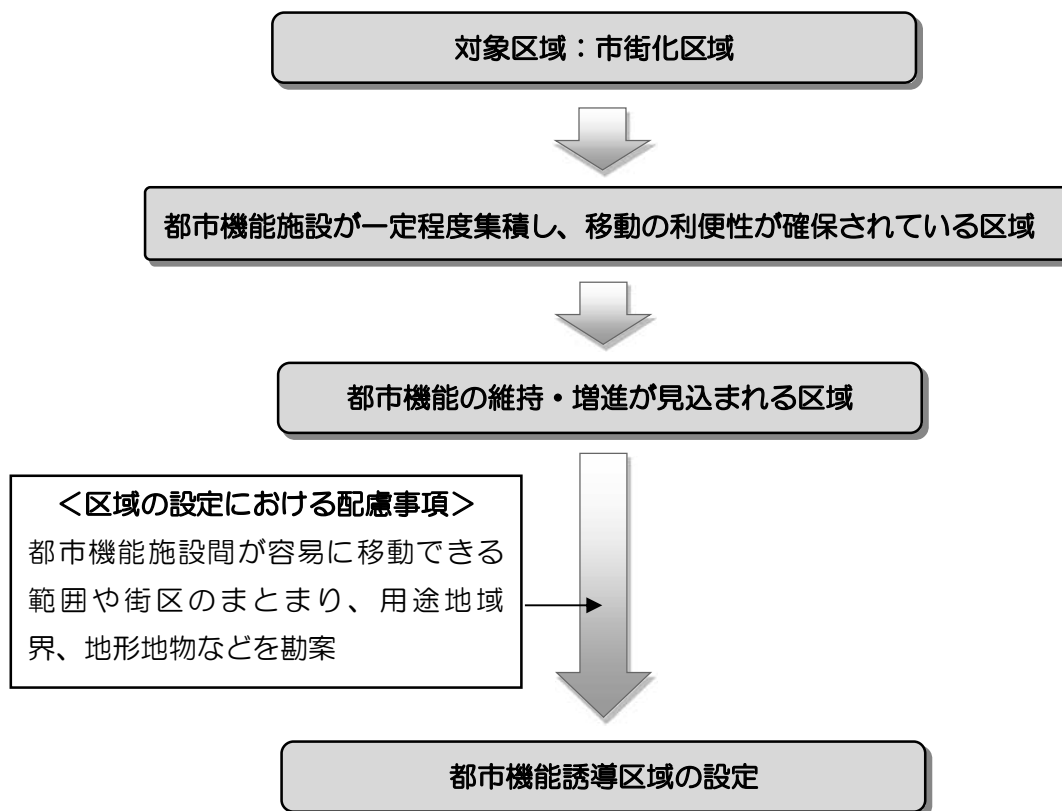 対象区域：市街化区域
都市機能施設が一定程度集積し、移動の利便性が確保されている区域
都市機能の維持・増進が見込まれる区域
＜区域の設定における配慮事項＞
都市機能施設間が容易に移動できる
範囲や街区のまとまり、用途地域
界、地形地物などを勘案
都市機能誘導区域の設定